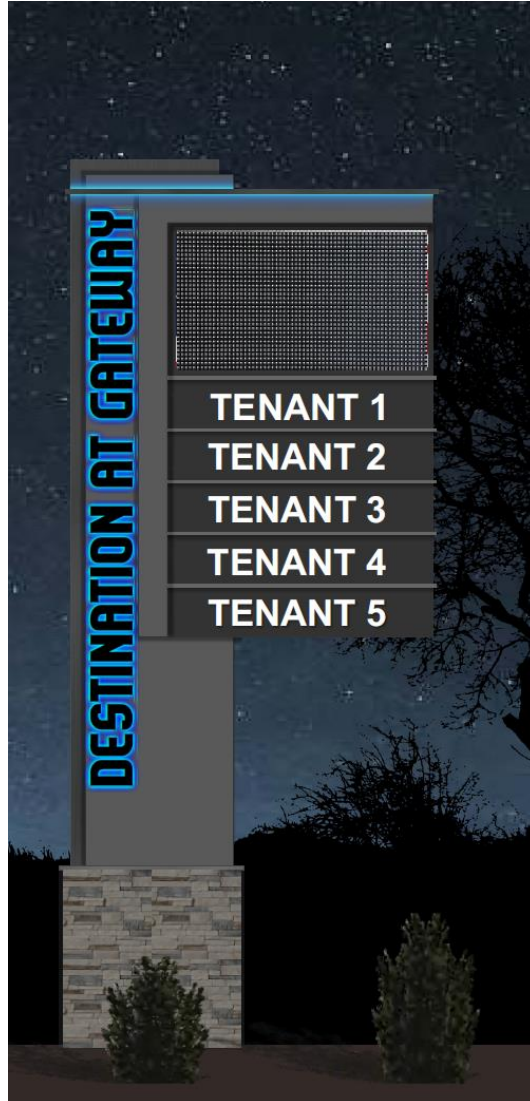 DESTINATION AT GATEWAY
TENANT 1
TENANT 2
TENANT 3
TENANT 4
TENANT 5